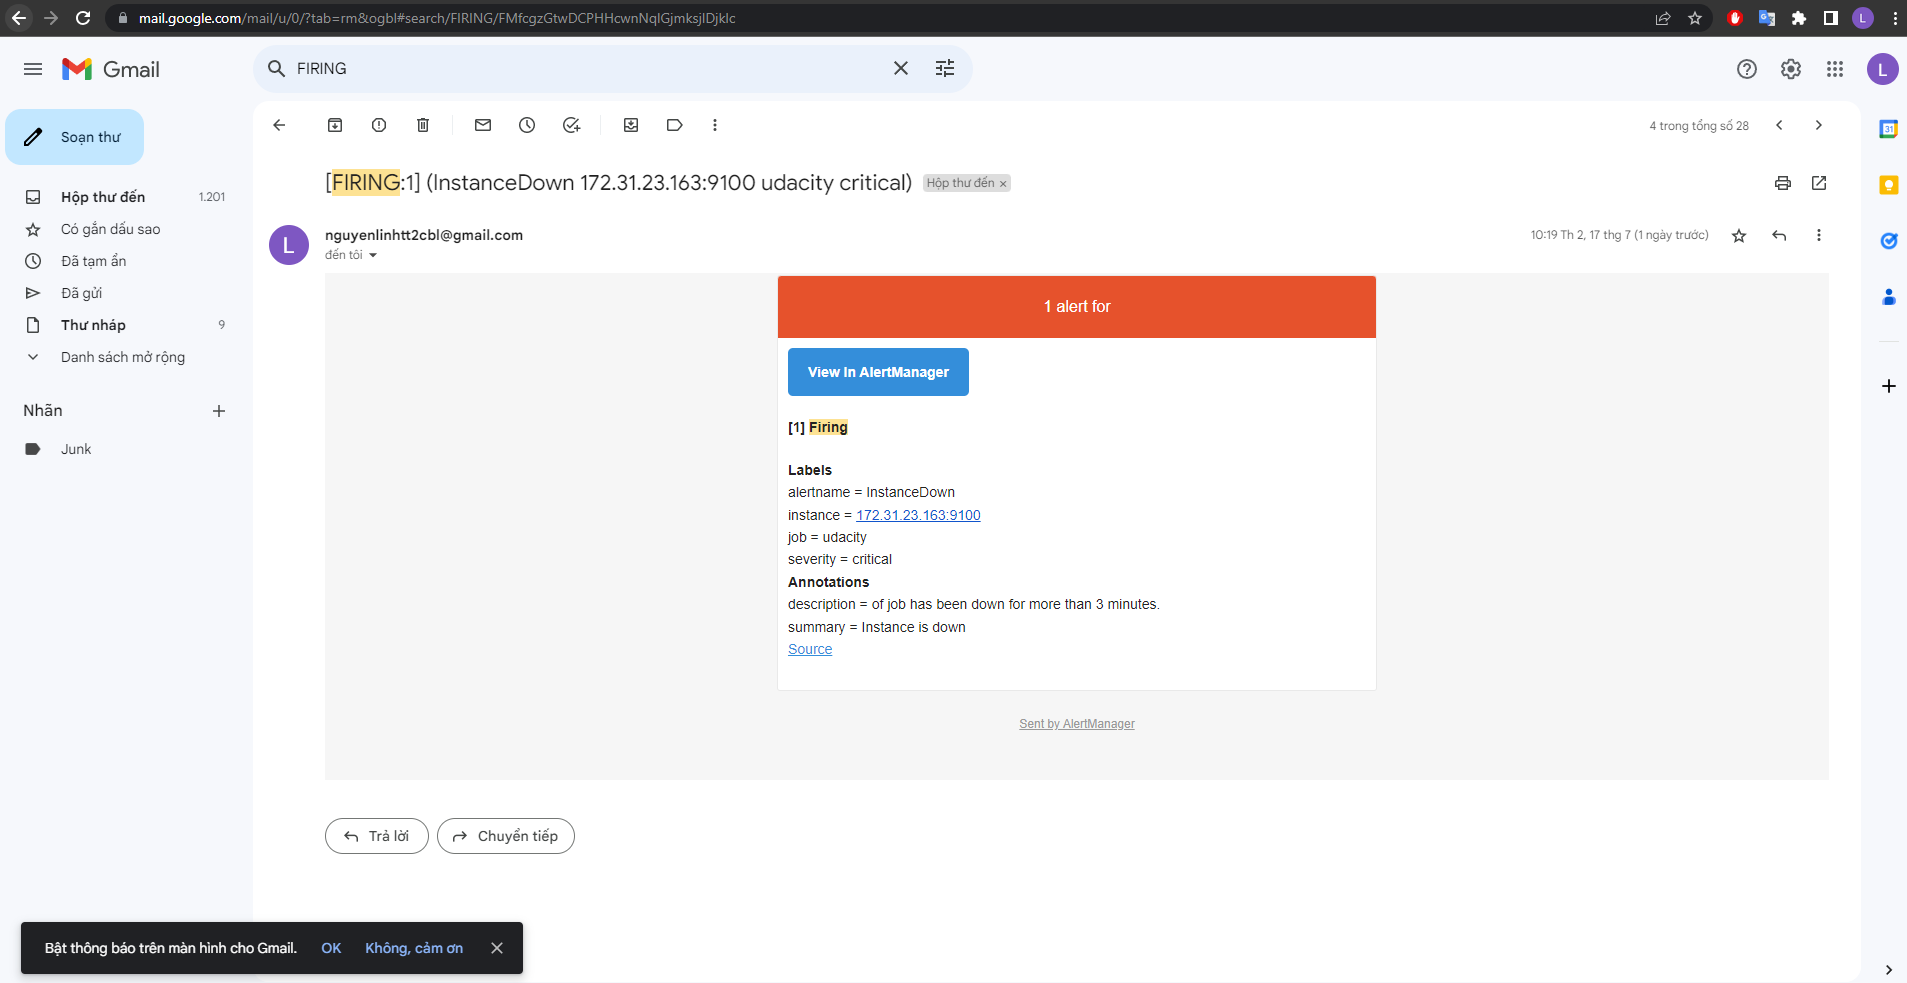 mail.google.com/mail/u/0/?tab=rm&ogbl#search/FIRING/FMfcgzGtwDCPHHcwnNqlGjmksjlDjklc
L
Gmail
FIRING
L
Soạn thư
4 trong tổng số 28
31
[FIRING:1] (InstanceDown 172.31.23.163:9100 udacity critical)
Hộp thư đến ×
Hộp thư đến 1.201
Có gắn dấu sao
Đã tạm ẩn
Đã gửi
Thư nháp 9
Danh sách mở rộng
Nhãn
Junk
L
nguyenlinhtt2cbl@gmail.com
10:19 Th 2, 17 thg 7 (1 ngày trước)
đến tôi
1 alert for
View In AlertManager
[1] Firing
Labels
alertname = InstanceDown
instance = 172.31.23.163:9100
job = udacity
severity = critical
Annotations
description = of job has been down for more than 3 minutes.
summary = Instance is down
Source
Sent by AlertManager
Trả lời
Chuyển tiếp
Bật thông báo trên màn hình cho Gmail. OK Không, cảm ơn